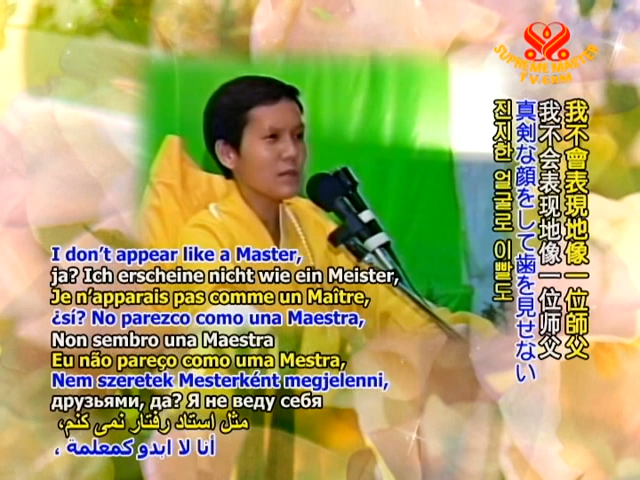 SUPREME MASTER
TV.COM
我不會表現地像一位師父
我不会表现地像一位师父
真剣な顔をして歯を見せない
진지한 얼굴로 이빨도
I don't appear like a Master,
ja? Ich erscheine nicht wie ein Meister,
Je n'apparais pas comme un Maître,
¿sí? No parezco como una Maestra,
Non sembro una Maestra
Eu não pareço como uma Mestra,
Nem szeretek Mesterként megjelenni,
друзьями, да? Я не веду себя
مثل استاد رفتار نمی کنم،
أنا لا ابدو كمعلمة ،